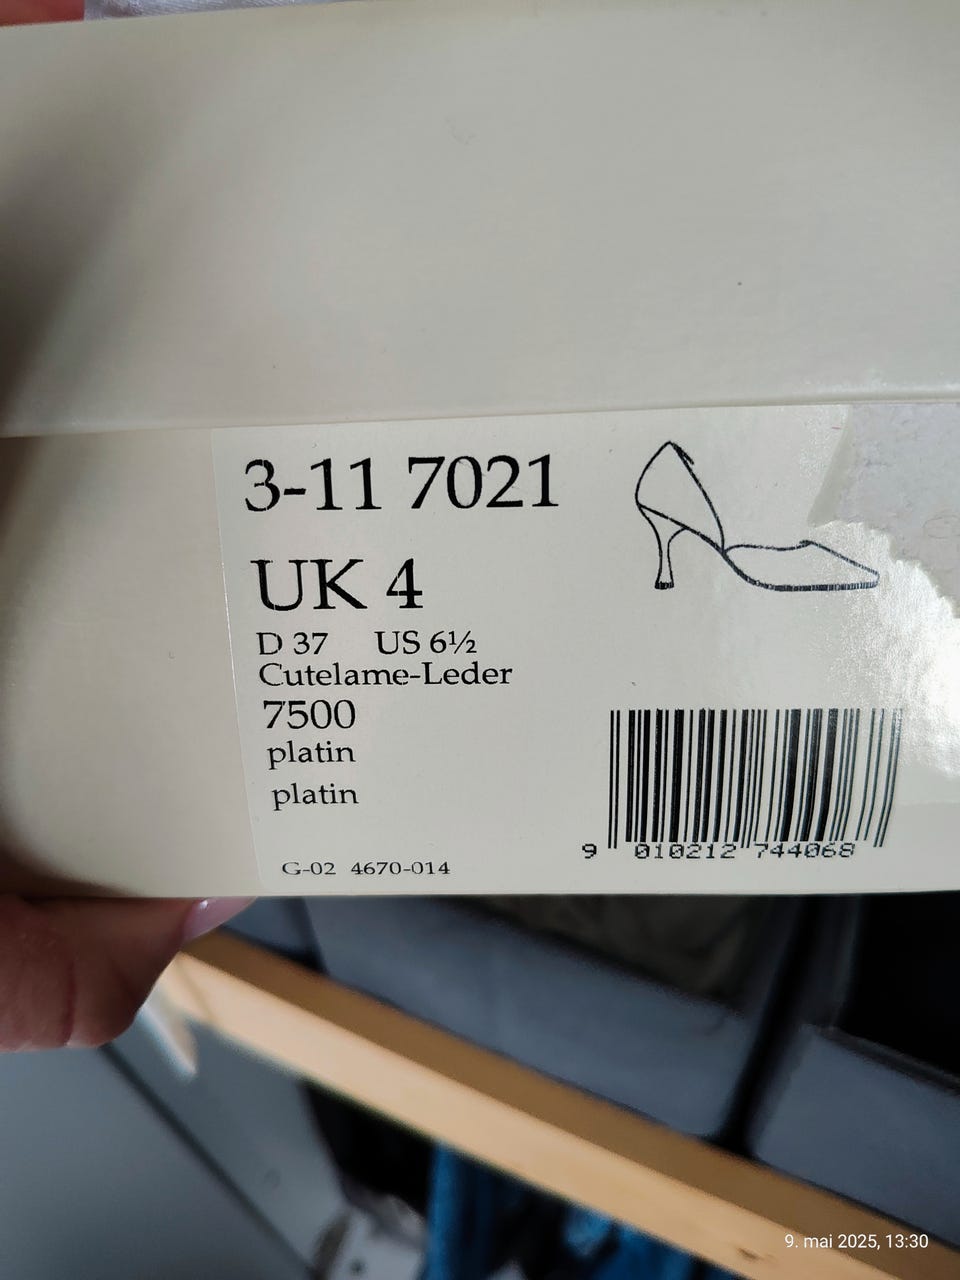 3-11 7021
UK 4
D 37 US 6½
Cutelame-Leder
7500
platin
platin
G-02 4670-014
9 010212 744068
9. mai 2025, 13:30